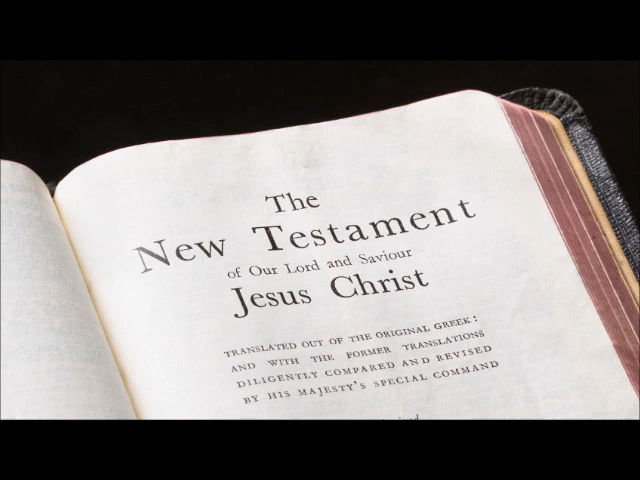 The
New Testament
of Our Lord and Saviour
Jesus Christ
TRANSLATED OUT OF THE ORIGINAL GREEK:
AND WITH THE FORMER TRANSLATIONS
DILIGENTLY COMPARED AND REVISED
BY HIS MAJESTY'S SPECIAL COMMAND